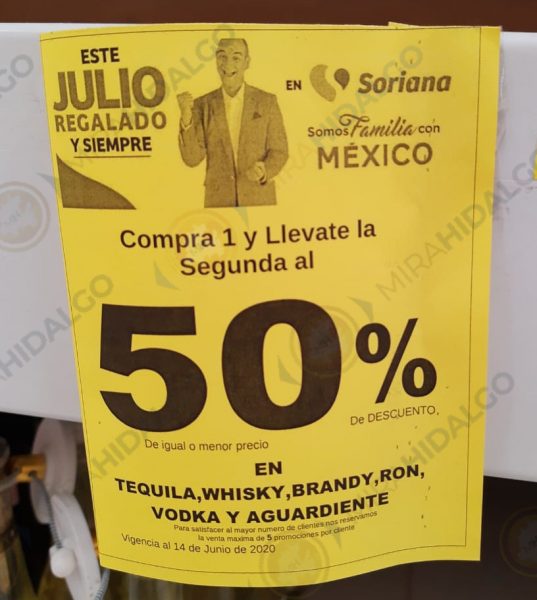 ESTE
JULIO
REGALADO
Y SIEMPRE
EN Soriana
Somos Familia con
MÉXICO
Compra 1 y Llevate la
Segunda al
50%
De DESCUENTO,
De igual o menor precio
EN
TEQUILA,WHISKY,BRANDY,RON,
VODKA Y AGUARDIENTE
Para satisfacer al mayor numero de clientes nos reservamos
la venta maxima de 5 promociones por cliente
Vigencia al 14 de Junio de 2020
MIRAHIDALGO
MIRAHIDALGO
MIRAHIDALGO